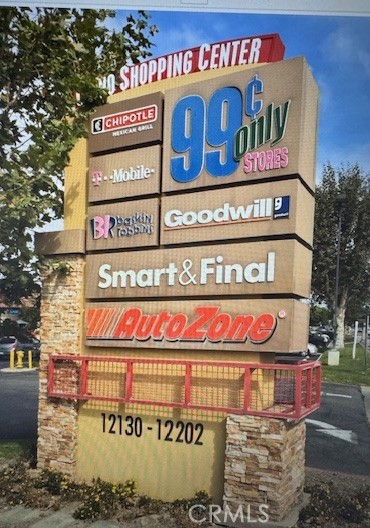 SHOPPING CENTER
CHIPOTLE
MEXICAN GRILL
99¢ only
STORES
T··Mobile·
BR baskin robbins
Goodwill g
Smart&Final
AutoZone
12130 - 12202
CRMLS